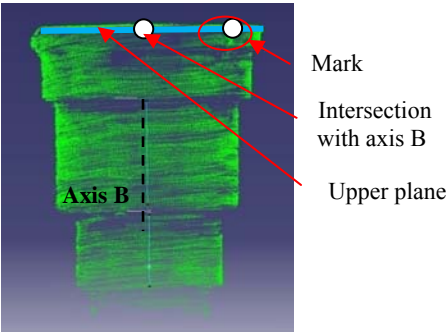 Mark
Intersection
with axis B
Upper plane
Axis B